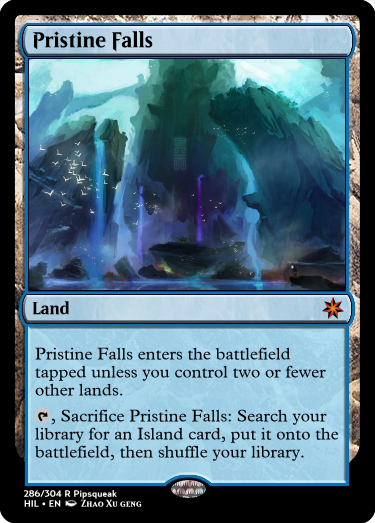 Pristine Falls
Land
Pristine Falls enters the battlefield
tapped unless you control two or fewer
other lands.
, Sacrifice Pristine Falls: Search your
library for an Island card, put it onto the
battlefield, then shuffle your library.
286/304 R Pipsqueak
HIL • EN Zhao Xu geng